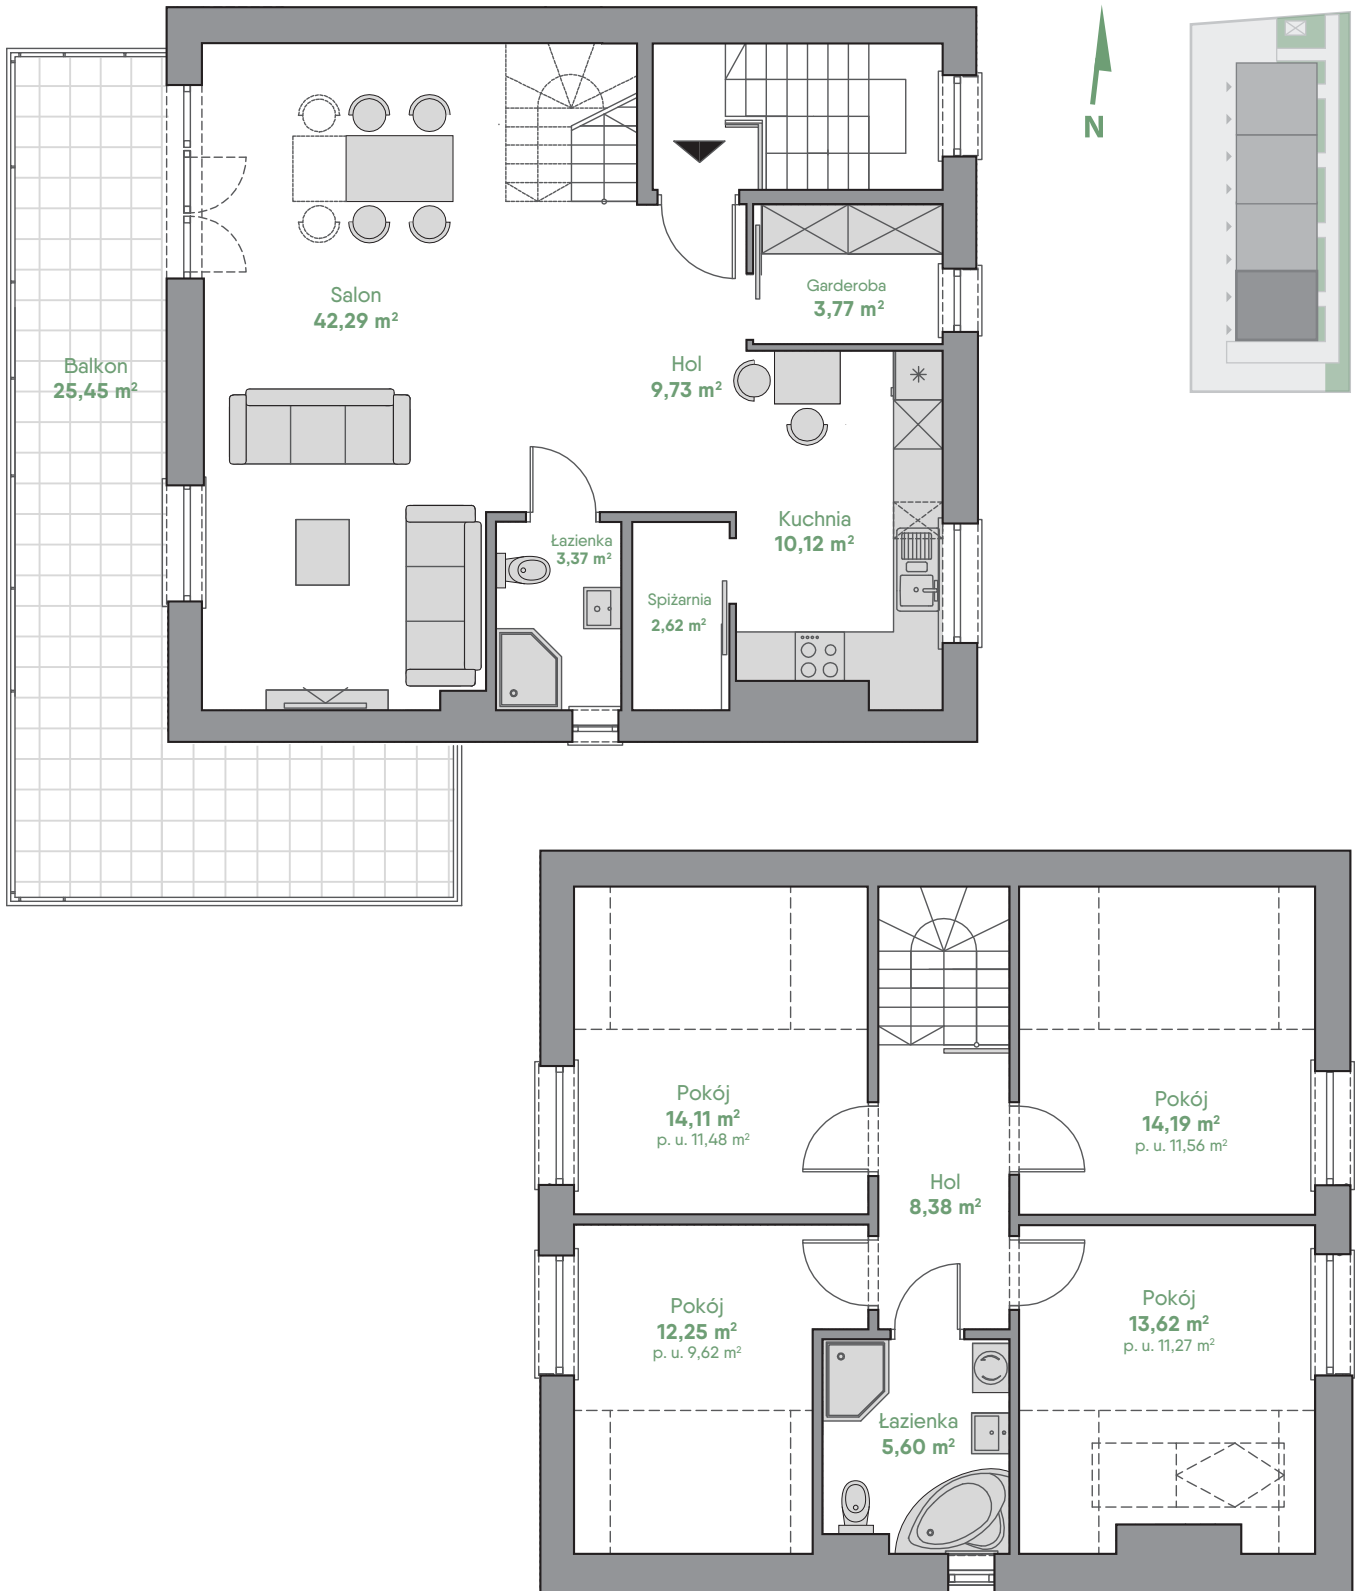 N
Salon
42,29 m²
Garderoba
3,77 m²
Balkon
25,45 m²
Hol
9,73 m²
Kuchnia
10,12 m²
Łazienka
3,37 m²
Spiżarnia
2,62 m²
Pokój
14,11 m²
p. u. 11,48 m²
Pokój
14,19 m²
p. u. 11,56 m²
Hol
8,38 m²
Pokój
12,25 m²
p. u. 9,62 m²
Pokój
13,62 m²
p. u. 11,27 m²
Łazienka
5,60 m²